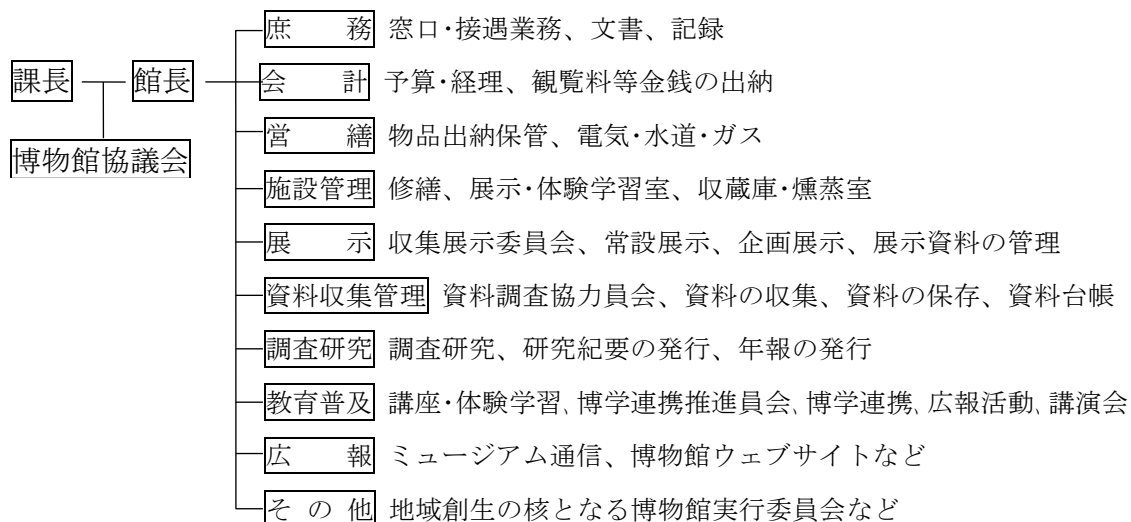 庶務 窓口・接遇業務、文書、記録
課長 館長
会計 予算・経理、観覧料等金銭の出納
営繕 物品出納保管、電気・水道・ガス
博物館協議会
施設管理 修繕、展示・体験学習室、収蔵庫・燻蒸室
展示 収集展示委員会、常設展示、企画展示、展示資料の管理
資料収集管理 資料調査協力員会、資料の収集、資料の保存、資料台帳
調査研究 調査研究、研究紀要の発行、年報の発行
教育普及 講座・体験学習、博学連携推進員会、博学連携、広報活動、講演会
広報 ミュージアム通信、博物館ウェブサイトなど
その他 地域創生の核となる博物館実行委員会など